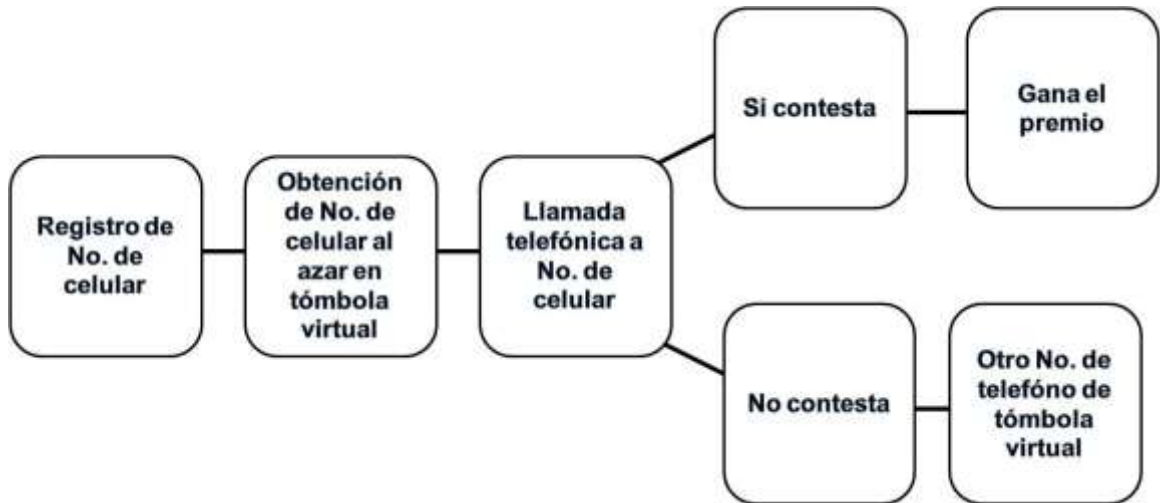 Registro de
No. de
celular
Obtención
de No. de
celular al
azar en
tómbola
virtual
Llamada
telefónica a
No. de
celular
Si contesta
Gana el
premio
No contesta
Otro No. de
telefóno de
tómbola
virtual